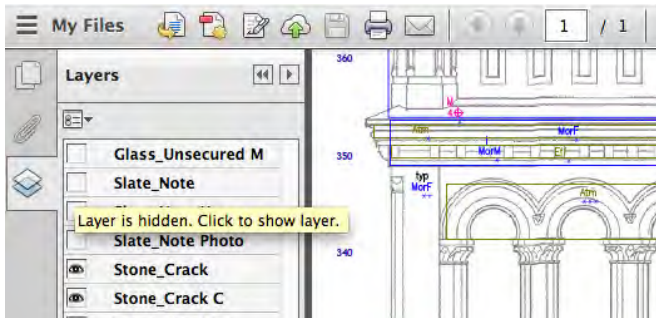 My Files
1 / 1
Layers
Glass_Unsecured M
Slate_Note
Layer is hidden. Click to show layer.
Slate_Note Photo
Stone_Crack
Stone_Crack C
360
M
4
Atm
MorF
350
MorM
Efl
typ
MorF
Atm
340